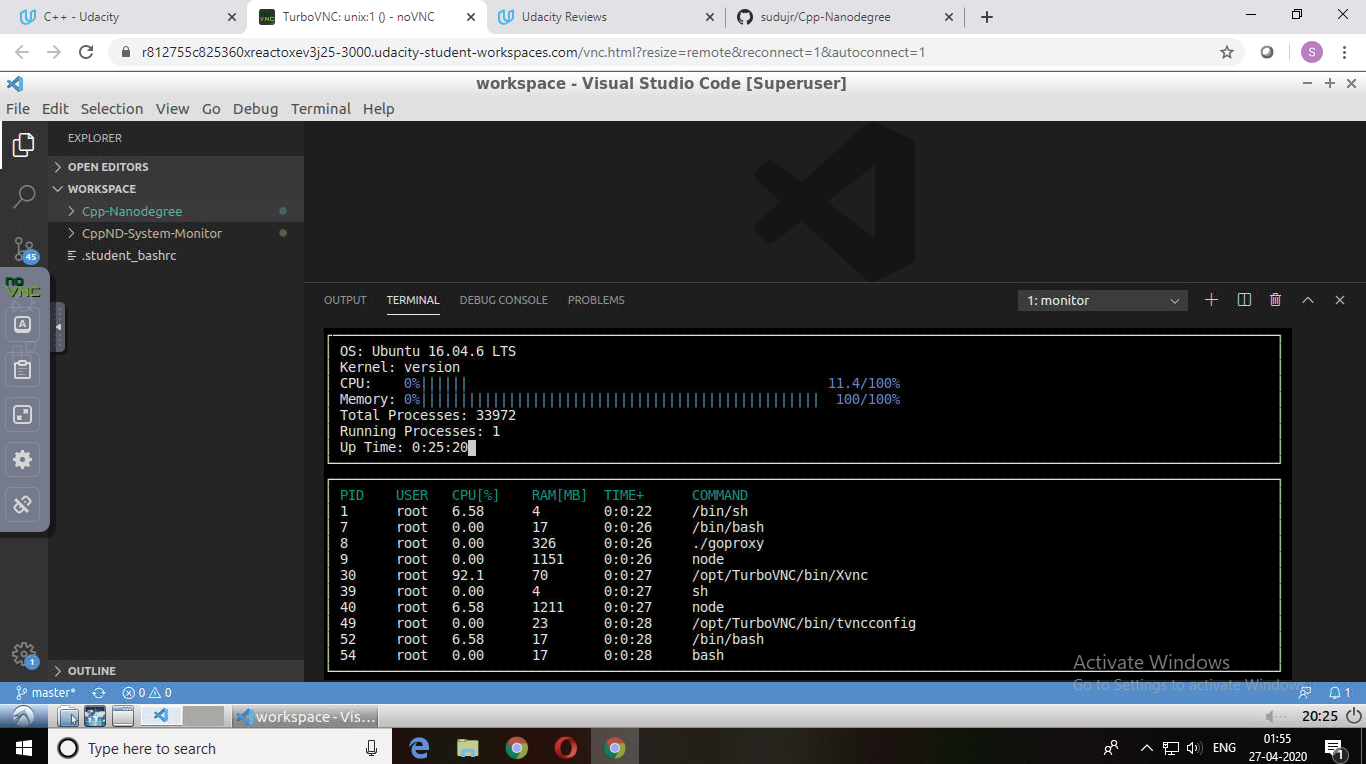 C++ - Udacity
TurboVNC: unix:1 () - noVNC
Udacity Reviews
sudujr/Cpp-Nanodegree
r812755c825360xreactoxev3j25-3000.udacity-student-workspaces.com/vnc.html?resize=remote&reconnect=1&autoconnect=1
S
workspace - Visual Studio Code [Superuser]
File Edit Selection View Go Debug Terminal Help
EXPLORER
OPEN EDITORS
WORKSPACE
Cpp-Nanodegree
CppND-System-Monitor
.student_bashrc
45
no
VNC
A
OUTPUT TERMINAL DEBUG CONSOLE PROBLEMS
1: monitor
OS: Ubuntu 16.04.6 LTS
Kernel: version
CPU: 0%|||||| 11.4/100%
Memory: 0%|||||||||||||||||||||||||||||||||||||||||||||||||| 100/100%
Total Processes: 33972
Running Processes: 1
Up Time: 0:25:20
PID USER CPU[%] RAM[MB] TIME+ COMMAND
1 root 6.58 4 0:0:22 /bin/sh
7 root 0.00 17 0:0:26 /bin/bash
8 root 0.00 326 0:0:26 ./goproxy
9 root 0.00 1151 0:0:26 node
30 root 92.1 70 0:0:27 /opt/TurboVNC/bin/Xvnc
39 root 0.00 4 0:0:27 sh
40 root 6.58 1211 0:0:27 node
49 root 0.00 23 0:0:28 /opt/TurboVNC/bin/tvncconfig
52 root 6.58 17 0:0:28 /bin/bash
54 root 0.00 17 0:0:28 bash
1
OUTLINE
Activate Windows
Go to Settings to activate Windows.
master* 0 0 1
workspace - Vis...
20:25
Type here to search
ENG
01:55
27-04-2020
1